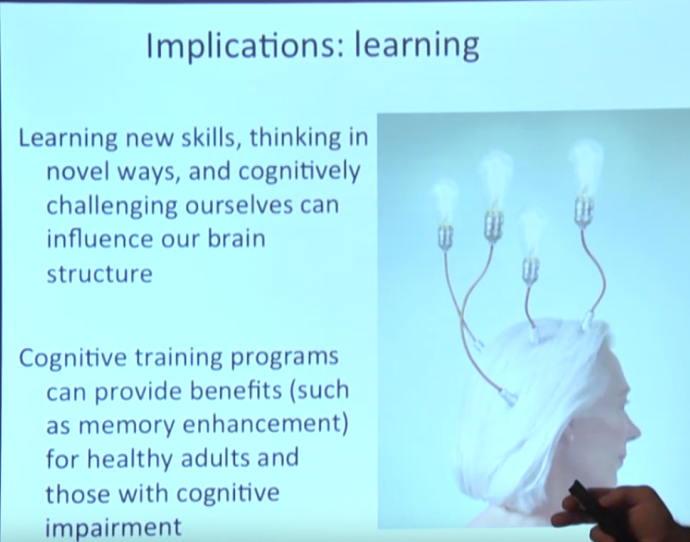 Implications: learning
Learning new skills, thinking in
novel ways, and cognitively
challenging ourselves can
influence our brain
structure
Cognitive training programs
can provide benefits (such
as memory enhancement)
for healthy adults and
those with cognitive
impairment